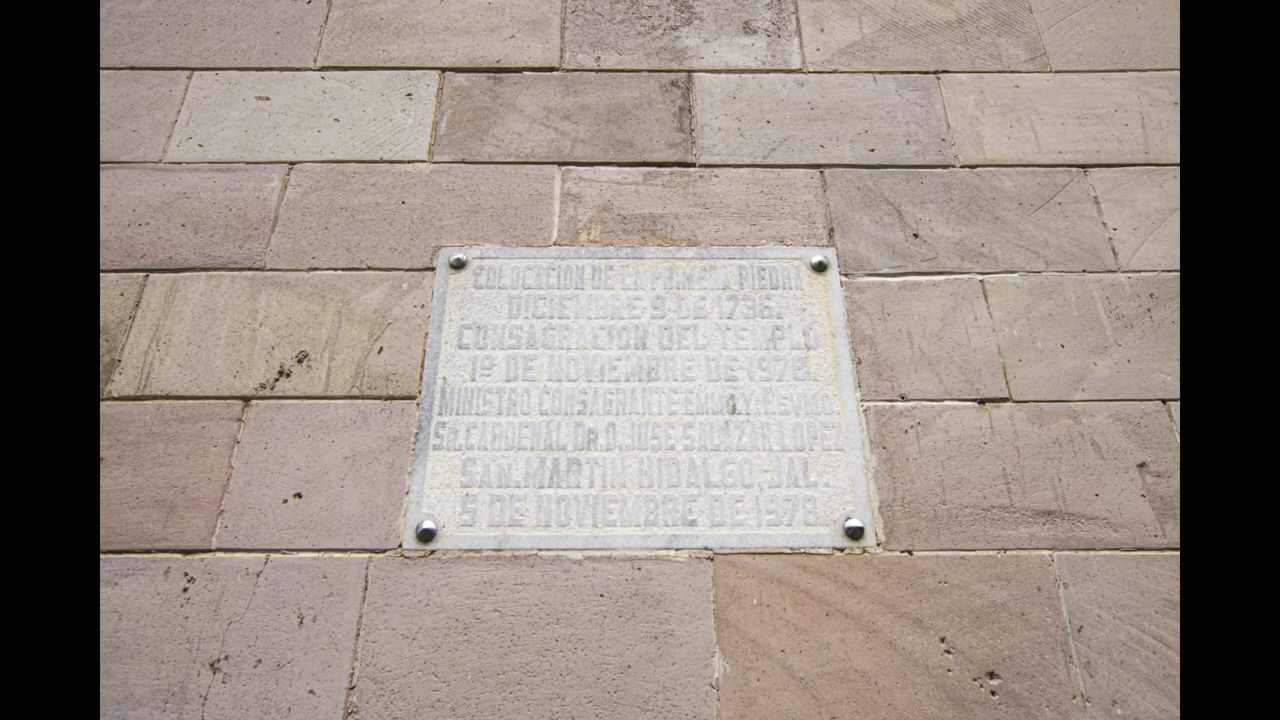 COLOCACION DE LA PRIMERA PIEDRA
DICIEMBRE 9 DE 1736.
CONSAGRACION DEL TEMPLO
1º DE NOVIEMBRE DE 1978.
MINISTRO CONSAGRANTE EMMO. Y RSVMO.
SR. CARDENAL DR. D. JOSE SALAZAR LOPEZ
SAN. MARTIN HIDALGO, JAL.
5 DE NOVIEMBRE DE 1978